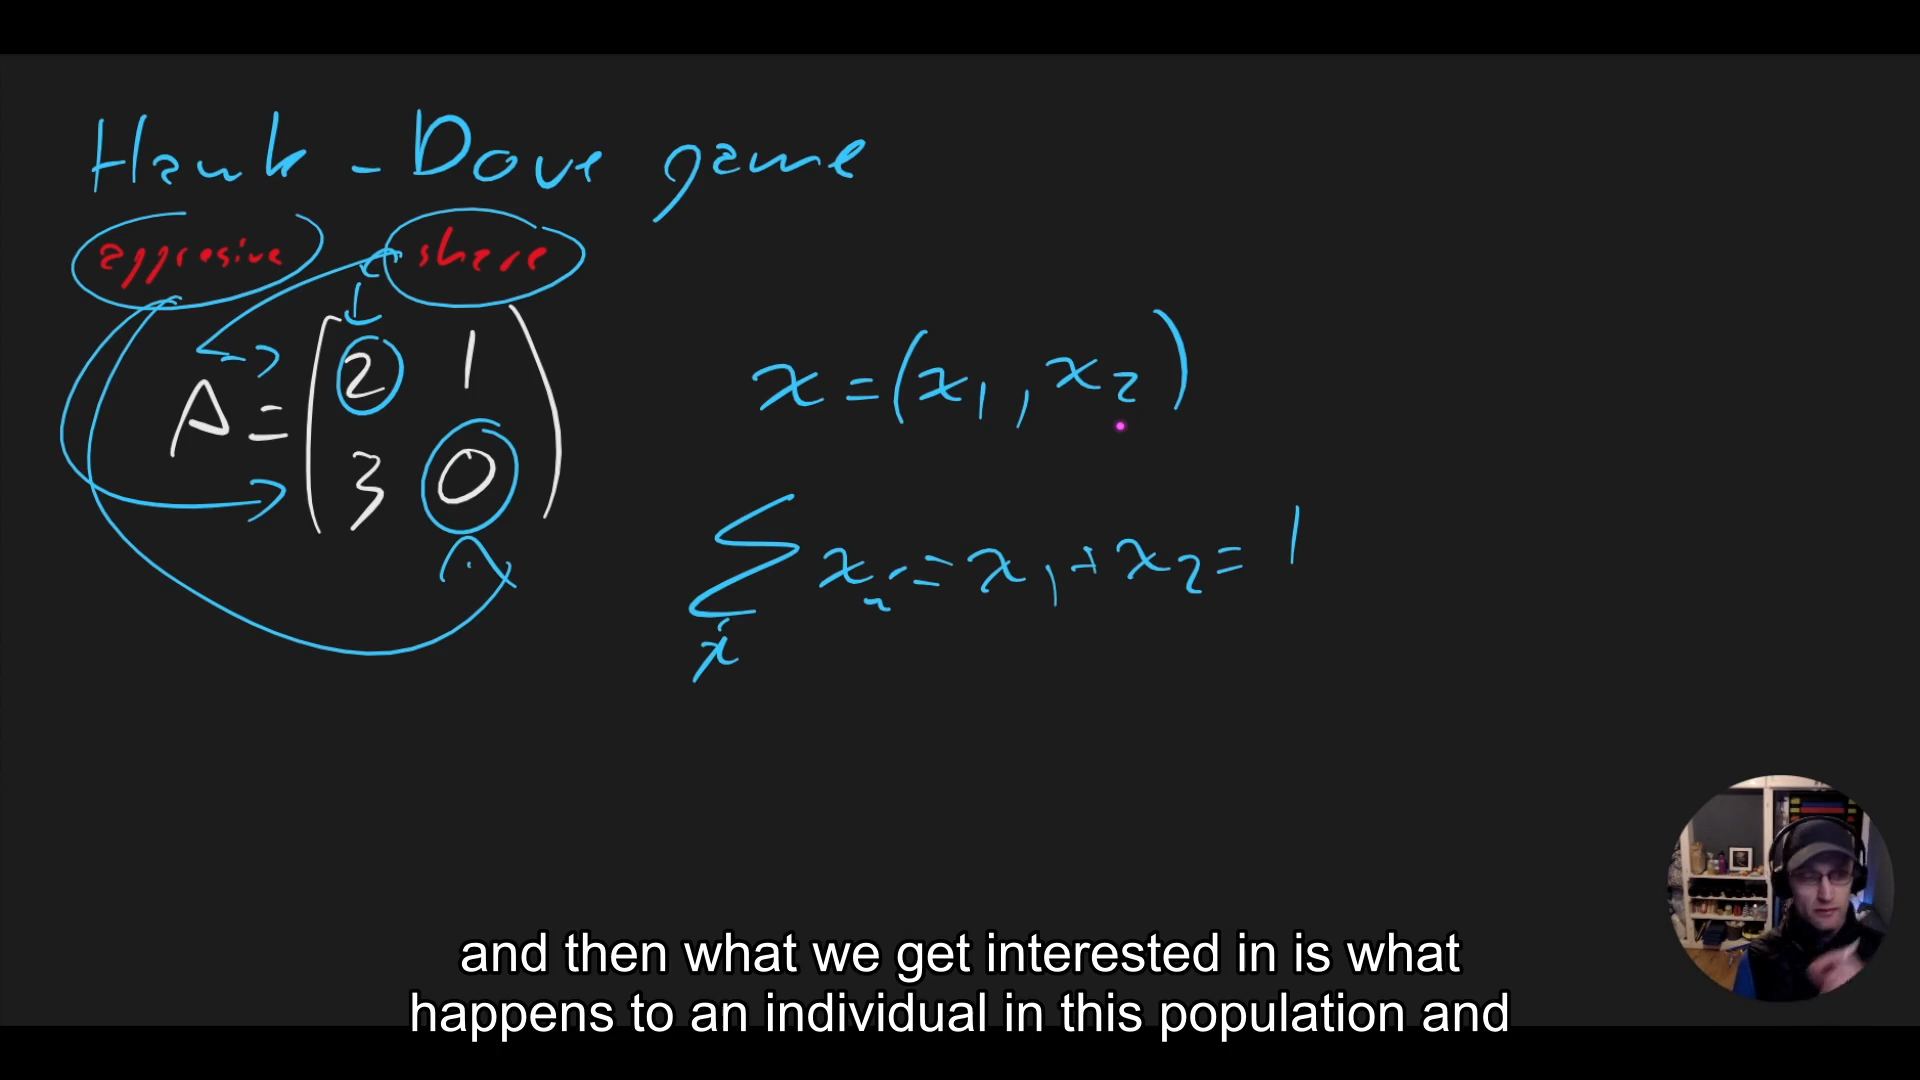 Hawk - Dove game
aggresive share
A = ( 2 1
3 0 )
x = (x₁, x₂)
∑ xᵢ = x₁ + x₂ = 1
i
and then what we get interested in is what
happens to an individual in this population and